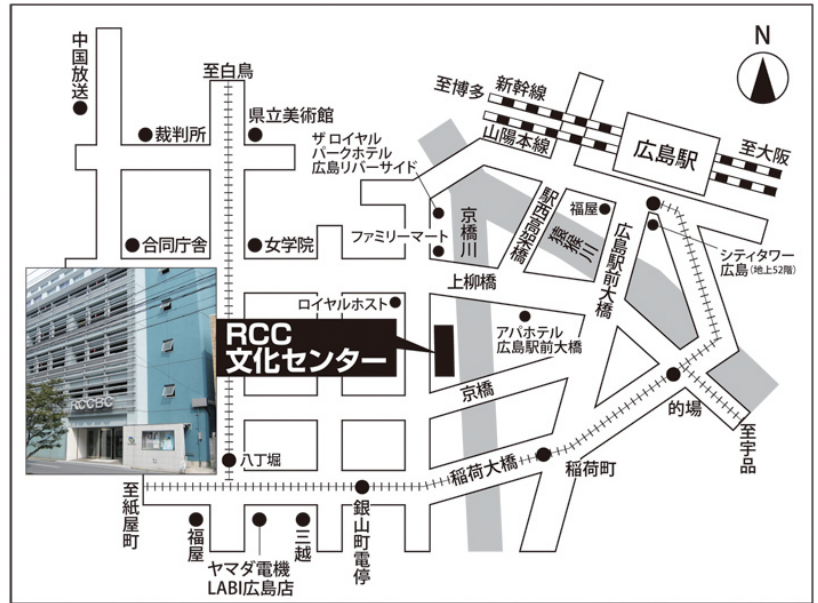 N
中国放送
至白鳥
県立美術館
裁判所
ザ ロイヤル
パークホテル
広島リバーサイド
至博多
新幹線
山陽本線
広島駅
至大阪
合同庁舎
女学院
ファミリーマート
京橋川
駅西高架橋
福屋
猿猴川
広島駅前大橋
シティタワー
広島(地上52階)
上柳橋
ロイヤルホスト
RCC
文化センター
アパホテル
広島駅前大橋
RCCBC
京橋
的場
至宇品
八丁堀
稲荷大橋
稲荷町
至紙屋町
福屋
ヤマダ電機
LABI広島店
三越
銀山町電停